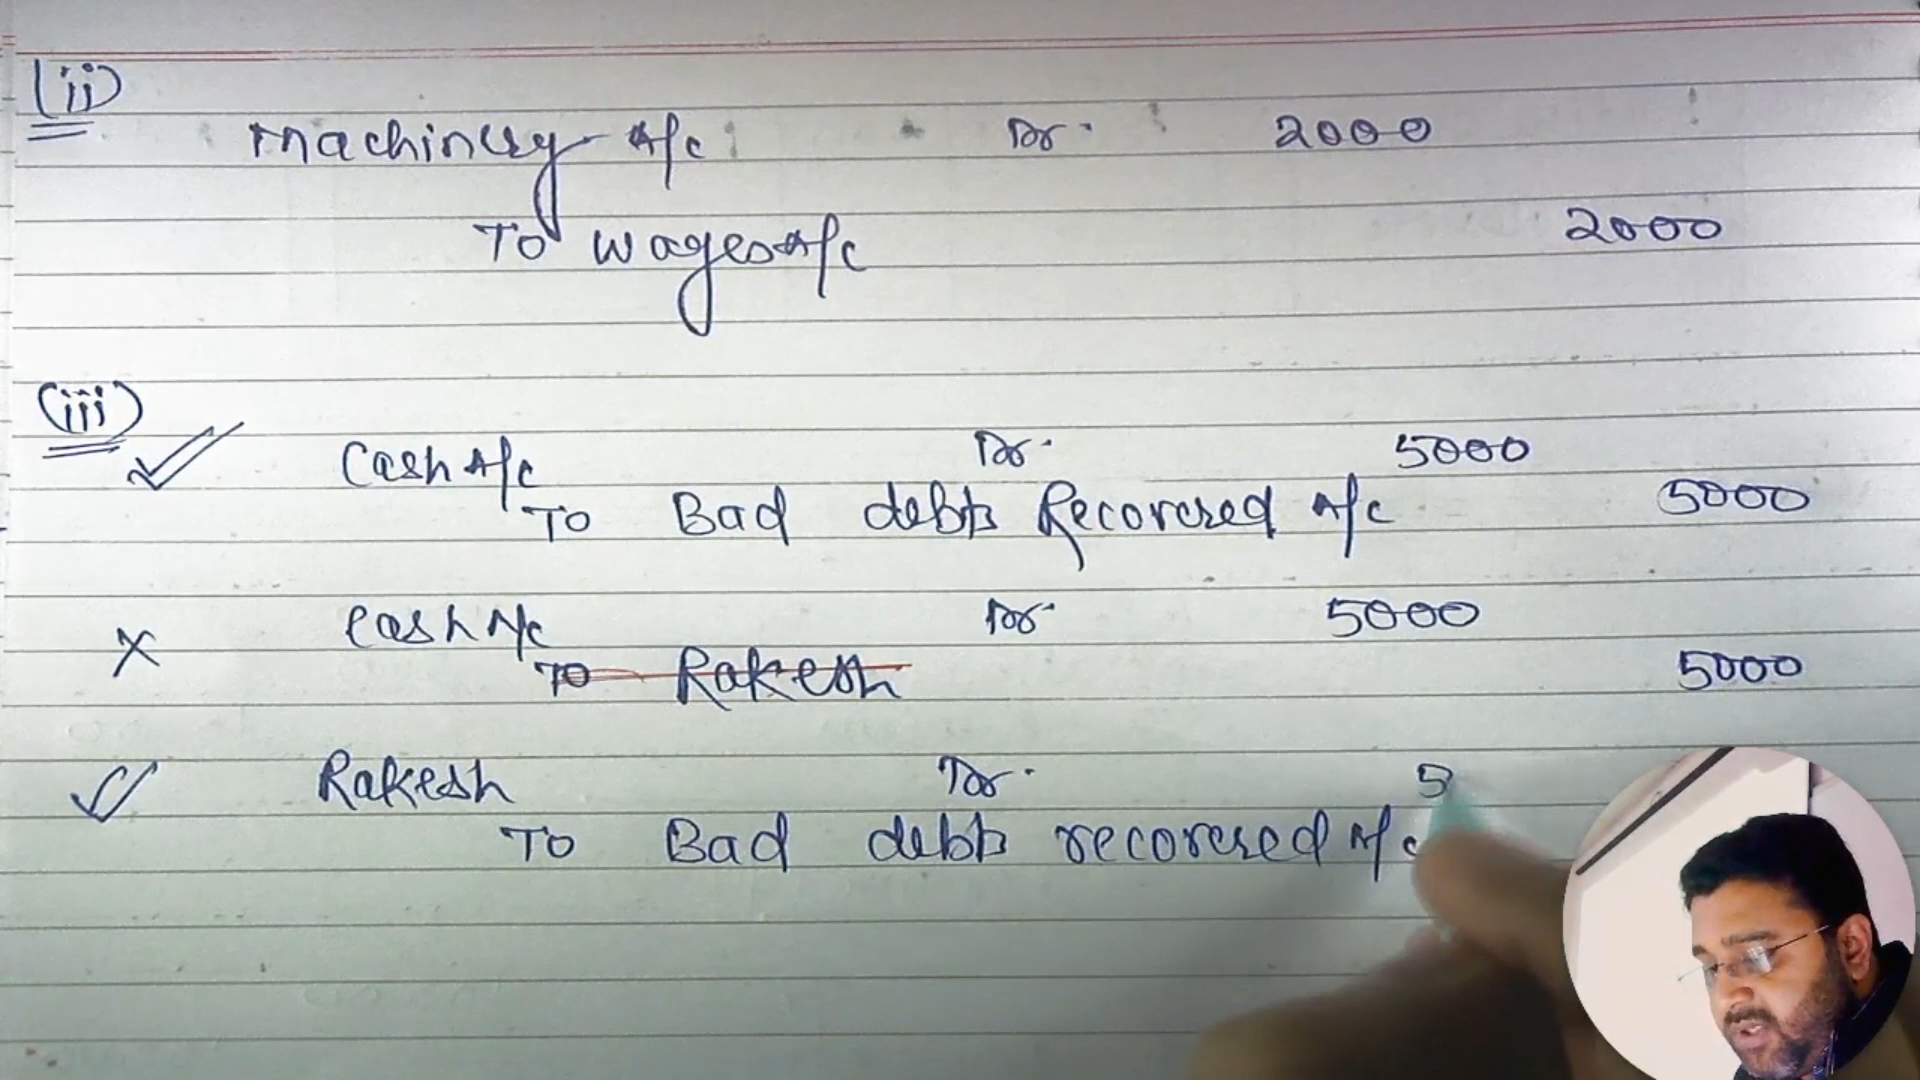 (ii)
Machinery A/c Dr. 2000
To Wages A/c 2000
(iii)
Cash A/c Dr. 5000
To Bad debts Recovered A/c 5000
Cash A/c Dr. 5000
To Rakesh 5000
Rakesh Dr. 5
To Bad debts recovered A/c